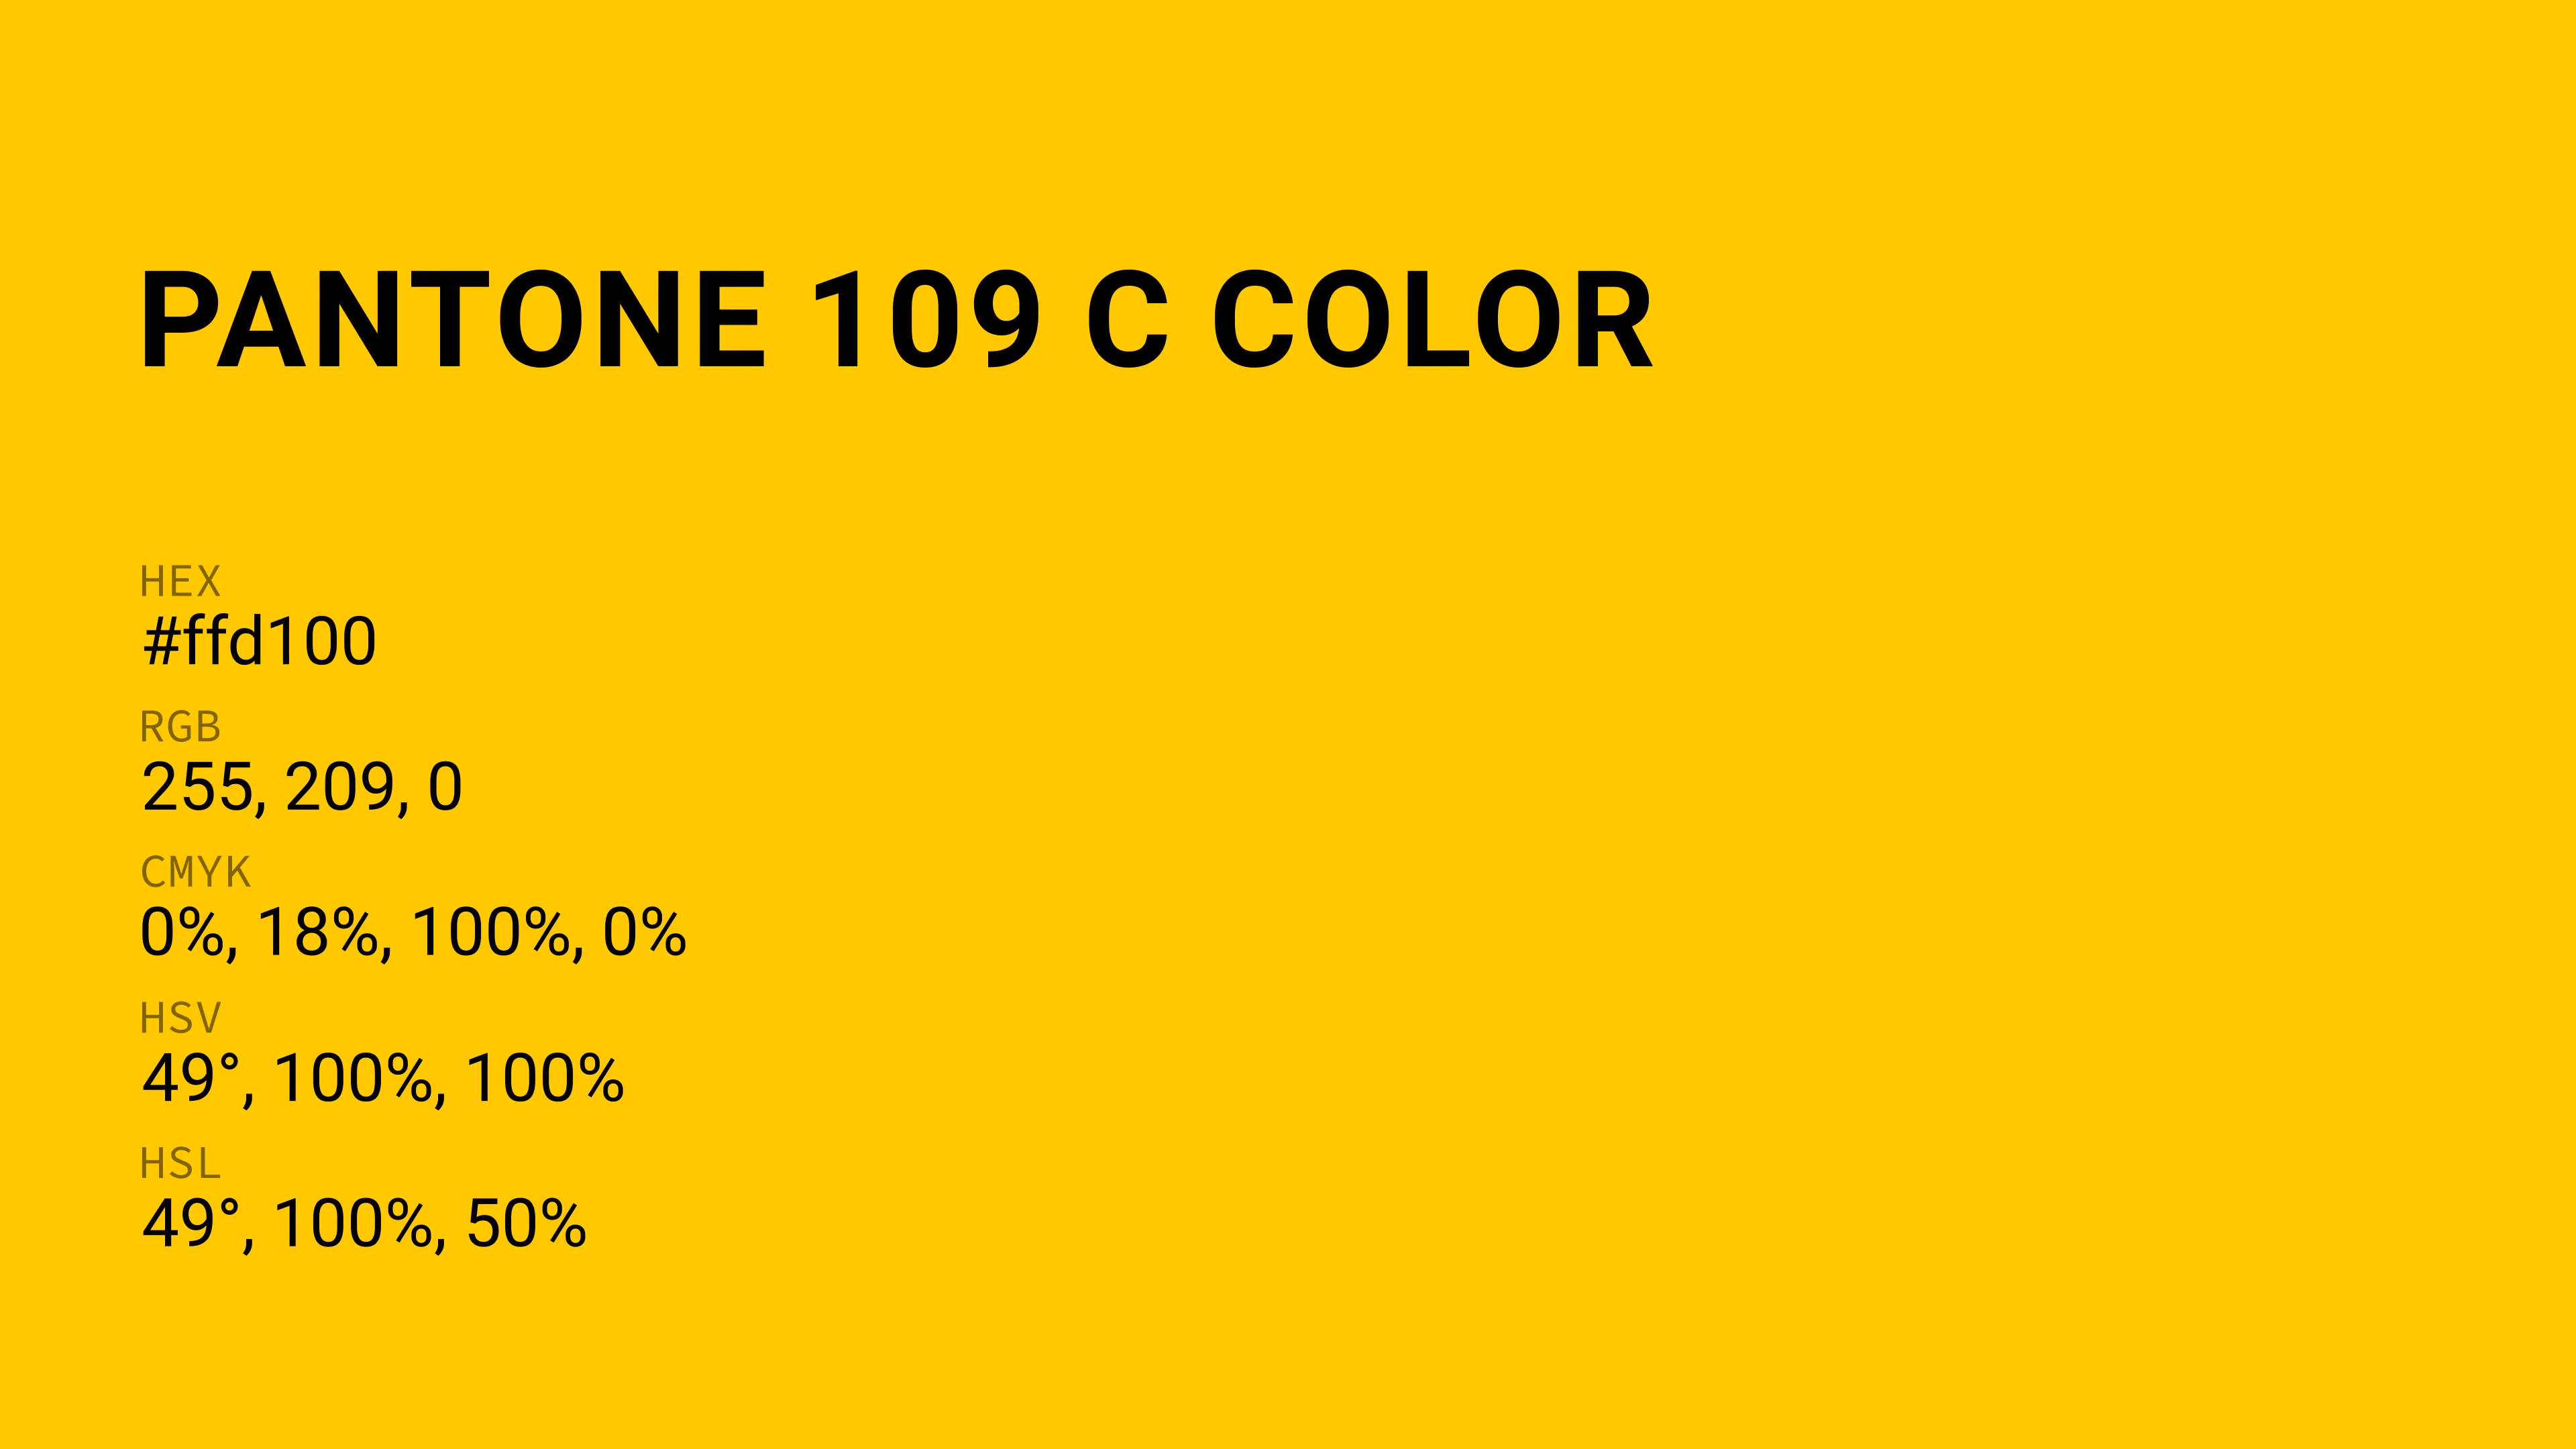 PANTONE 109 C COLOR
HEX
#ffd100
RGB
255, 209, 0
CMYK
0%, 18%, 100%, 0%
HSV
49°, 100%, 100%
HSL
49°, 100%, 50%